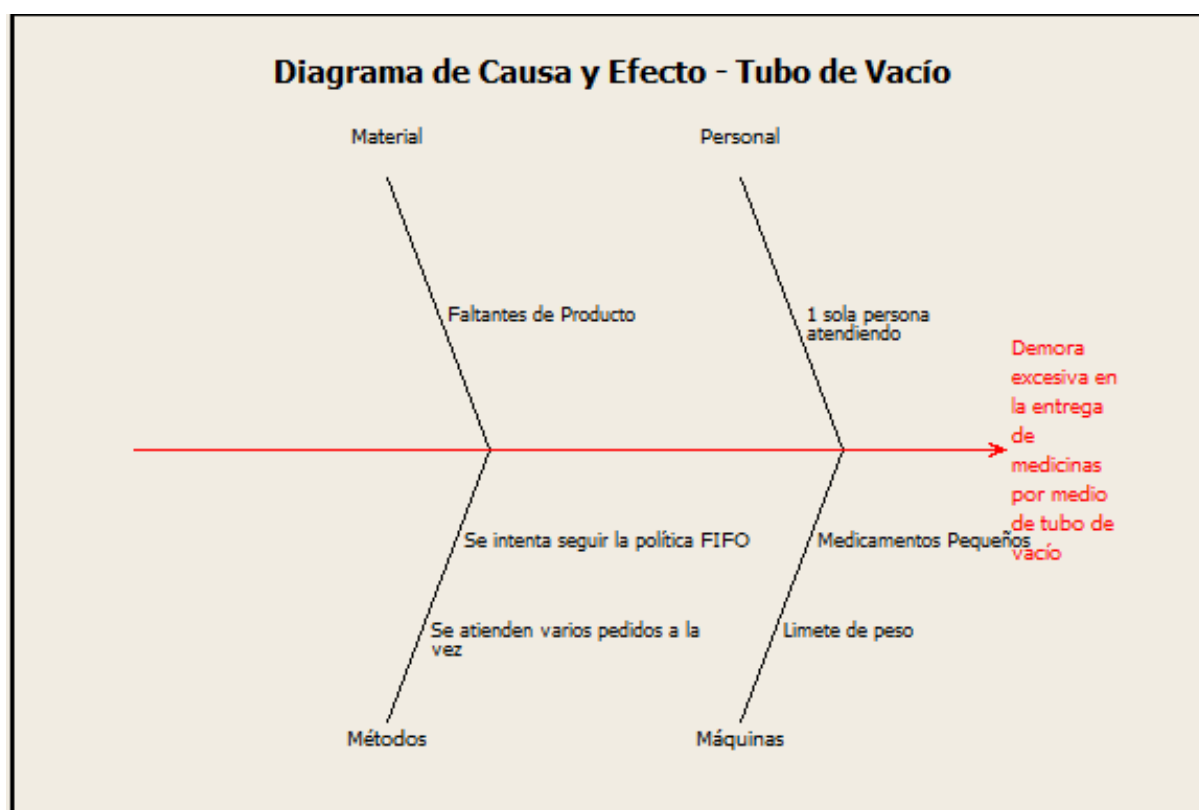 Diagrama de Causa y Efecto - Tubo de Vacío
Material
Personal
Faltantes de Producto
1 sola persona
atendiendo
Demora
excesiva en
la entrega
de
medicinas
por medio
de tubo de
vacío
Se intenta seguir la política FIFO
Medicamentos Pequeños
Se atienden varios pedidos a la
vez
Limete de peso
Métodos
Máquinas